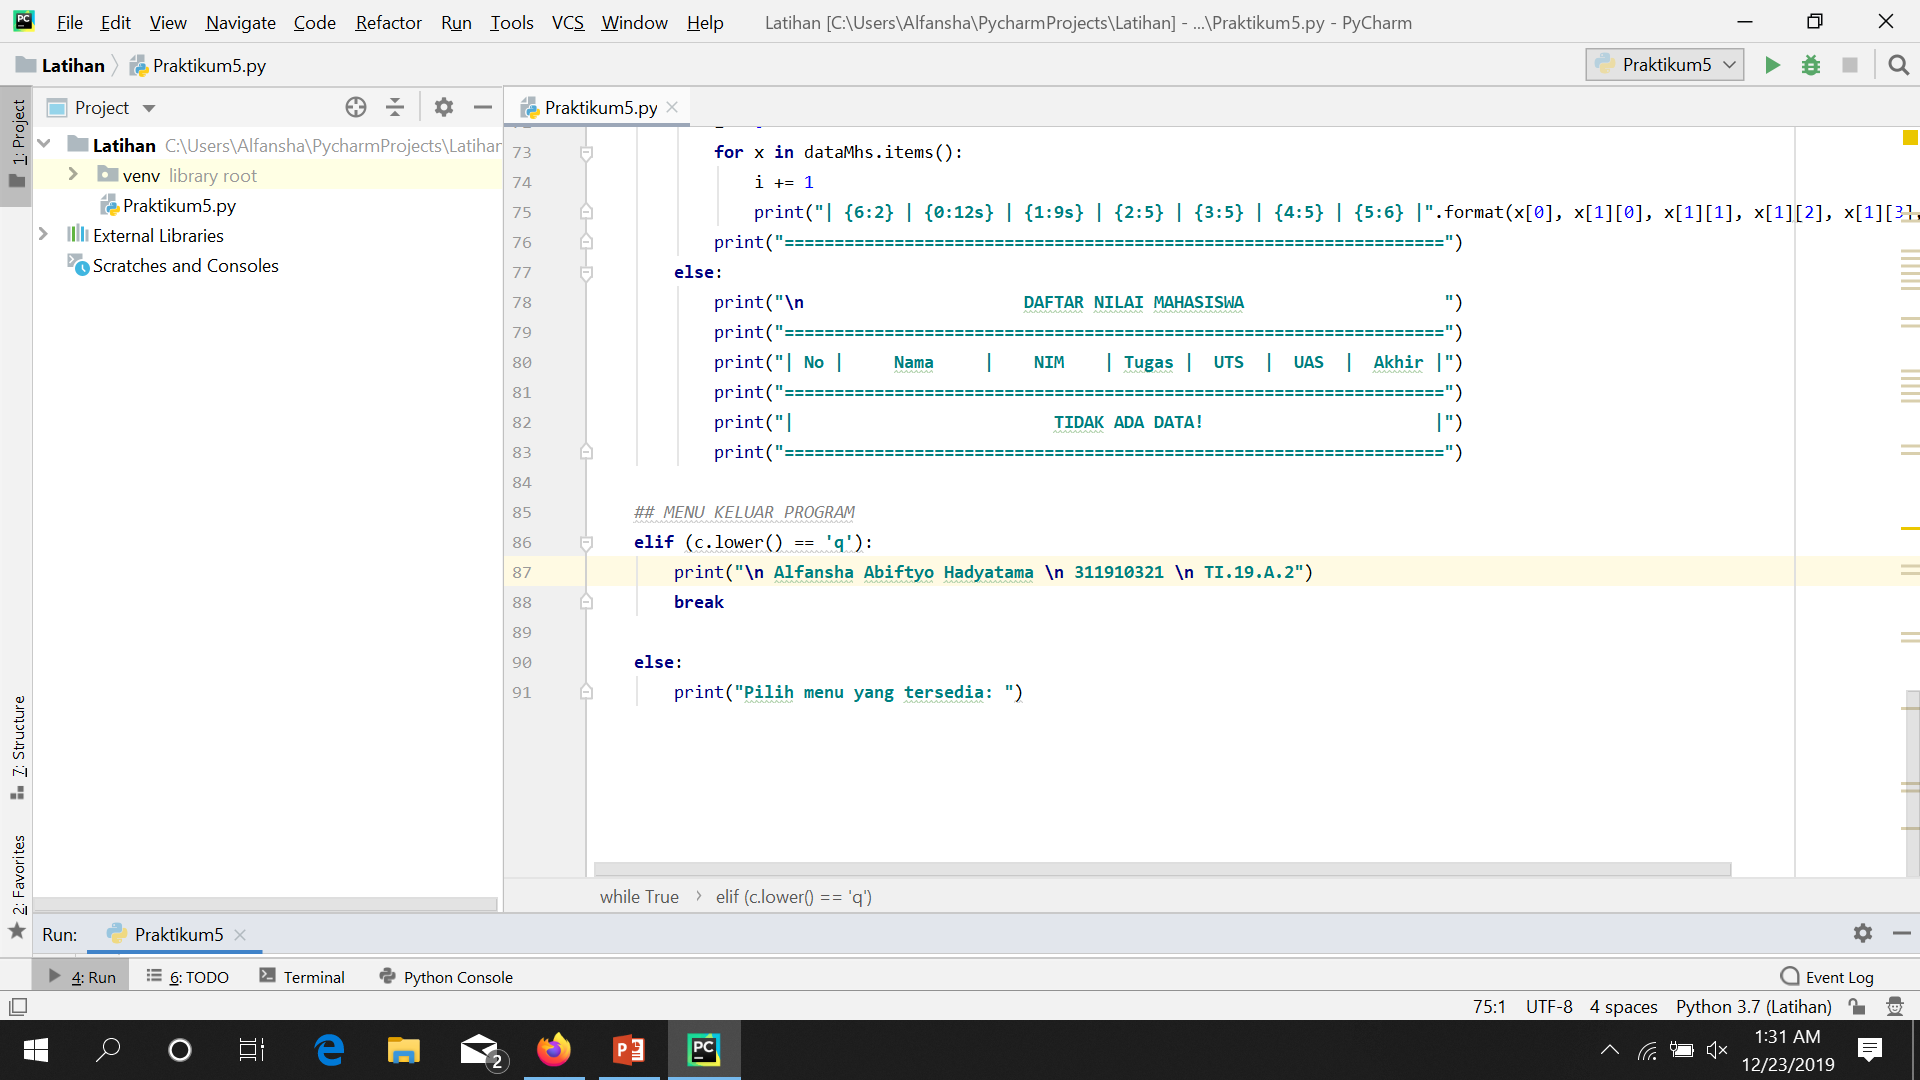 File Edit View Navigate Code Refactor Run Tools VCS Window Help Latihan [C:\Users\Alfansha\PycharmProjects\Latihan] - ...\Praktikum5.py - PyCharm
Latihan Praktikum5.py Praktikum5
1: Project
Project
Praktikum5.py
Latihan C:\Users\Alfansha\PycharmProjects\Latihan
venv library root
Praktikum5.py
External Libraries
Scratches and Consoles
73 for x in dataMhs.items():
74 i += 1
75 print("| {6:2} | {0:12s} | {1:9s} | {2:5} | {3:5} | {4:5} | {5:6} |".format(x[0], x[1][0], x[1][1], x[1][2], x[1][3],
76 print("==================================================================")
77 else:
78 print("\n                      DAFTAR NILAI MAHASISWA                    ")
79 print("==================================================================")
80 print("| No |     Nama     |    NIM    | Tugas |  UTS  |  UAS  |  Akhir |")
81 print("==================================================================")
82 print("|                          TIDAK ADA DATA!                       |")
83 print("==================================================================")
84
85 ## MENU KELUAR PROGRAM
86 elif (c.lower() == 'q'):
87 print("\n Alfansha Abiftyo Hadyatama \n 311910321 \n TI.19.A.2")
88 break
89
90 else:
91 print("Pilih menu yang tersedia: ")
while True elif (c.lower() == 'q')
7: Structure
2: Favorites
Run: Praktikum5
4: Run 6: TODO Terminal Python Console Event Log
75:1 UTF-8 4 spaces Python 3.7 (Latihan)
2
1:31 AM
12/23/2019